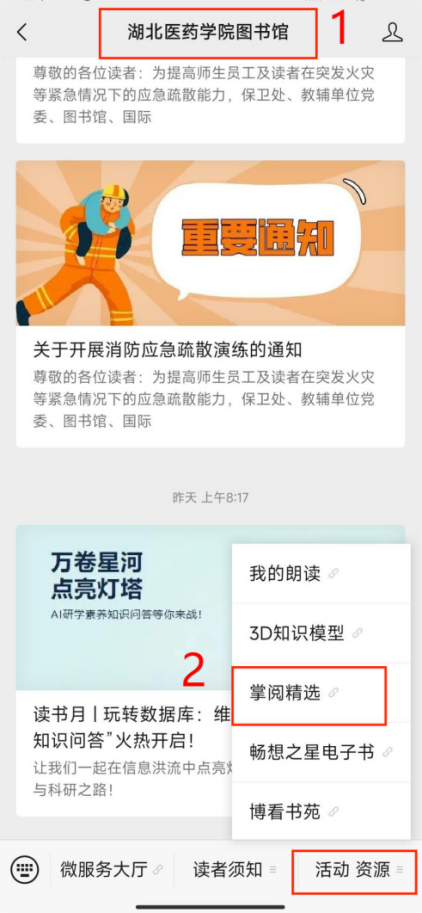 湖北医药学院图书馆
1
尊敬的各位读者：为提高师生员工及读者在突发火灾
等紧急情况下的应急疏散能力，保卫处、教辅单位党
委、图书馆、国际
重要通知
关于开展消防应急疏散演练的通知
尊敬的各位读者：为提高师生员工及读者在突发火灾
等紧急情况下的应急疏散能力，保卫处、教辅单位党
委、图书馆、国际
昨天 上午8:17
万卷星河
点亮灯塔
AI研学素养知识问答等你来战！
2
读书月丨玩转数据库：维
知识问答”火热开启！
让我们一起在信息洪流中点亮
与科研之路！
我的朗读
3D知识模型
掌阅精选
畅想之星电子书
博看书苑
微服务大厅
读者须知
活动 资源